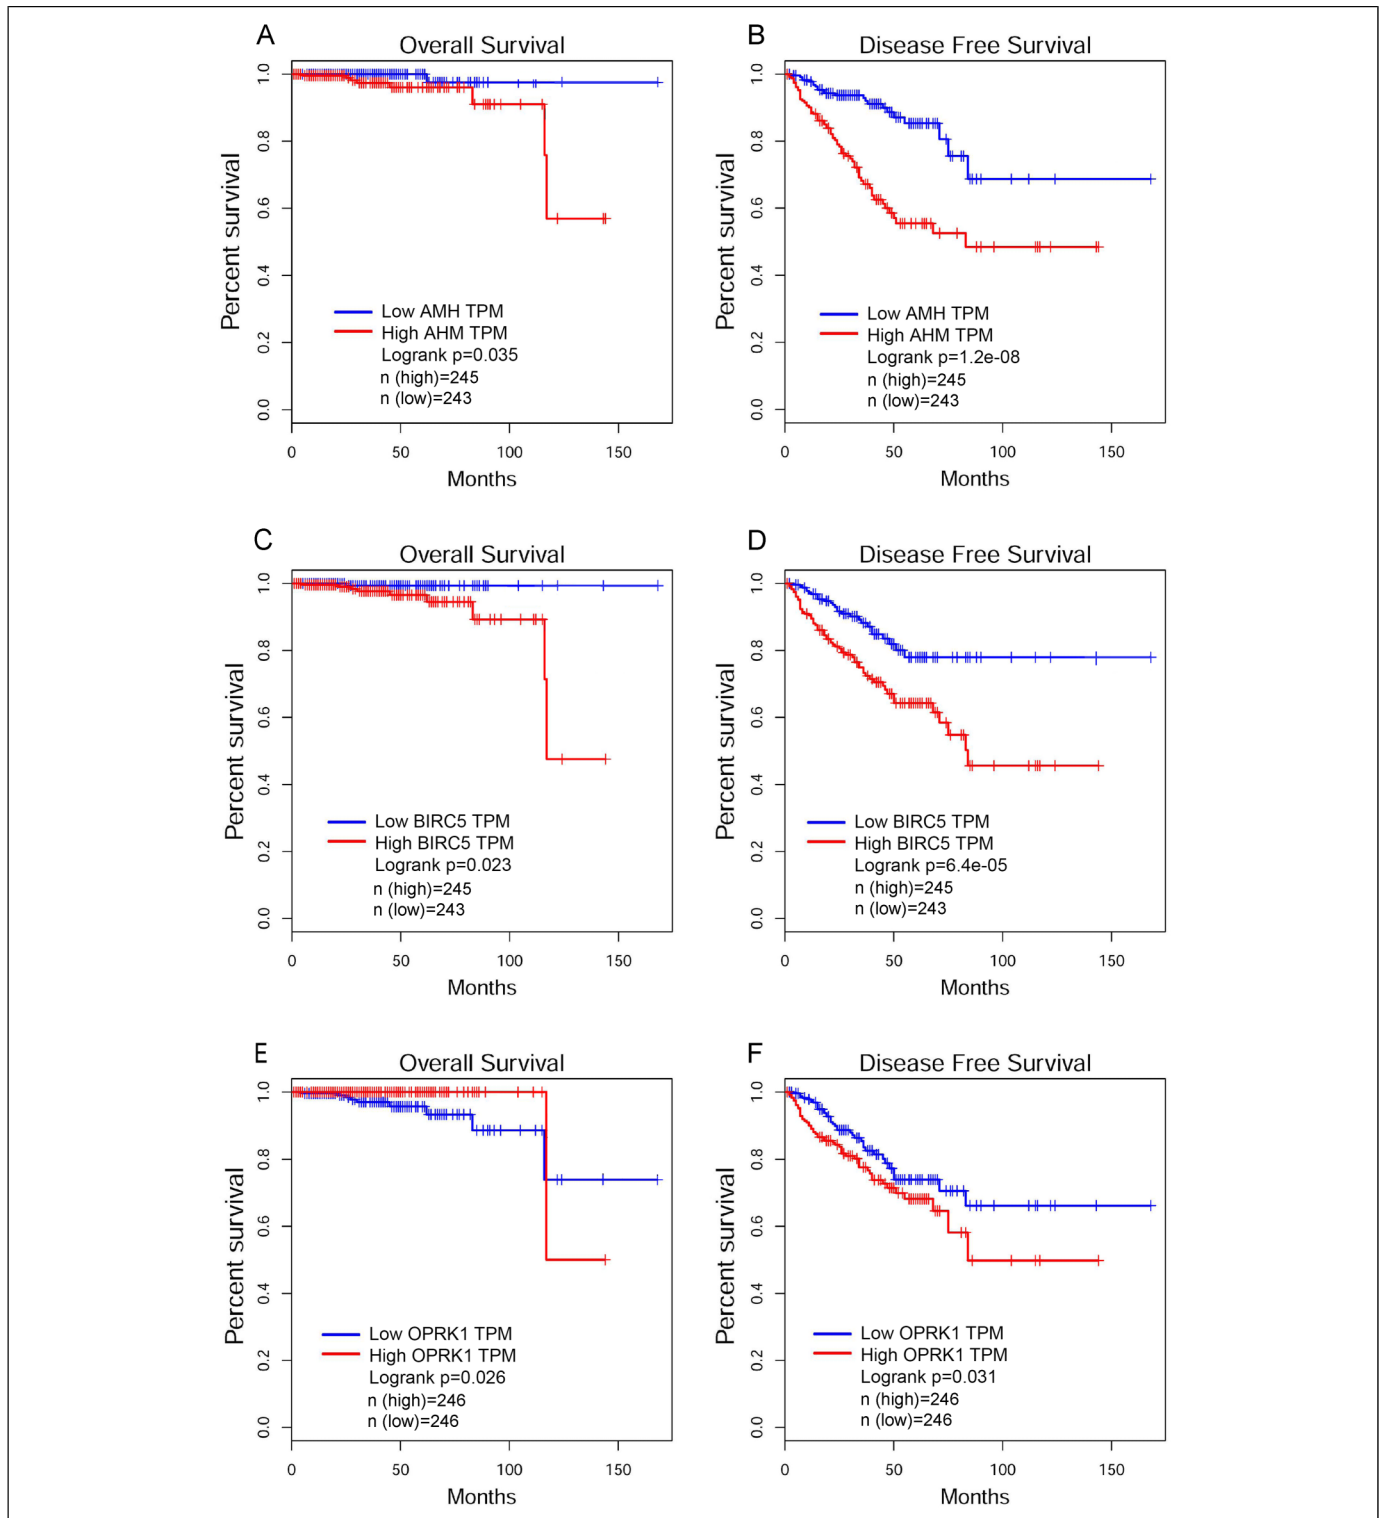 A
Overall Survival
Percent survival
1.0
0.8
0.6
0.4
0.2
0.0
Low AMH TPM
High AHM TPM
Logrank p=0.035
n (high)=245
n (low)=243
0 50 100 150
Months
B
Disease Free Survival
Percent survival
1.0
0.8
0.6
0.4
0.2
0.0
Low AMH TPM
High AHM TPM
Logrank p=1.2e-08
n (high)=245
n (low)=243
0 50 100 150
Months
C
Overall Survival
Percent survival
1.0
0.8
0.6
0.4
0.2
0.0
Low BIRC5 TPM
High BIRC5 TPM
Logrank p=0.023
n (high)=245
n (low)=243
0 50 100 150
Months
D
Disease Free Survival
Percent survival
1.0
0.8
0.6
0.4
0.2
0.0
Low BIRC5 TPM
High BIRC5 TPM
Logrank p=6.4e-05
n (high)=245
n (low)=243
0 50 100 150
Months
E
Overall Survival
Percent survival
1.0
0.8
0.6
0.4
0.2
0.0
Low OPRK1 TPM
High OPRK1 TPM
Logrank p=0.026
n (high)=246
n (low)=246
0 50 100 150
Months
F
Disease Free Survival
Percent survival
1.0
0.8
0.6
0.4
0.2
0.0
Low OPRK1 TPM
High OPRK1 TPM
Logrank p=0.031
n (high)=246
n (low)=246
0 50 100 150
Months